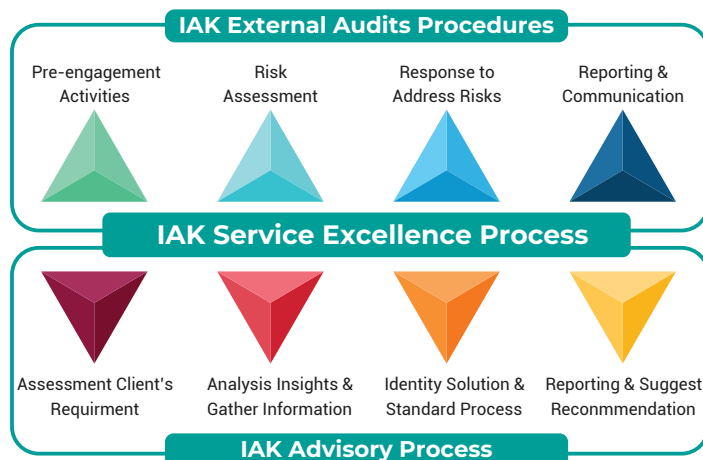 IAK External Audits Procedures
Pre-engagement
Activities
Risk
Assessment
Response to
Address Risks
Reporting &
Communication
IAK Service Excellence Process
Assessment Client's
Requirment
Analysis Insights &
Gather Information
Identity Solution &
Standard Process
Reporting & Suggest
Reconmmendation
IAK Advisory Process